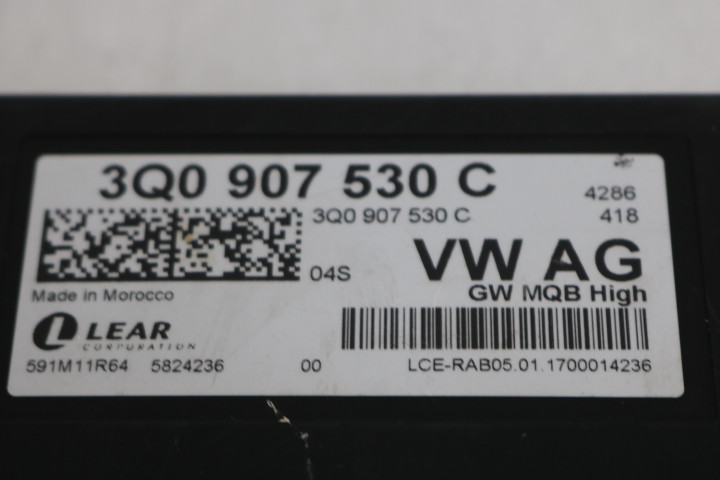 3Q0 907 530 C
4286
3Q0 907 530 C
418
VW AG
04S
GW MQB High
Made in Morocco
LEAR
CORPORATION
591M11R64 5824236 00 LCE-RAB05.01.1700014236